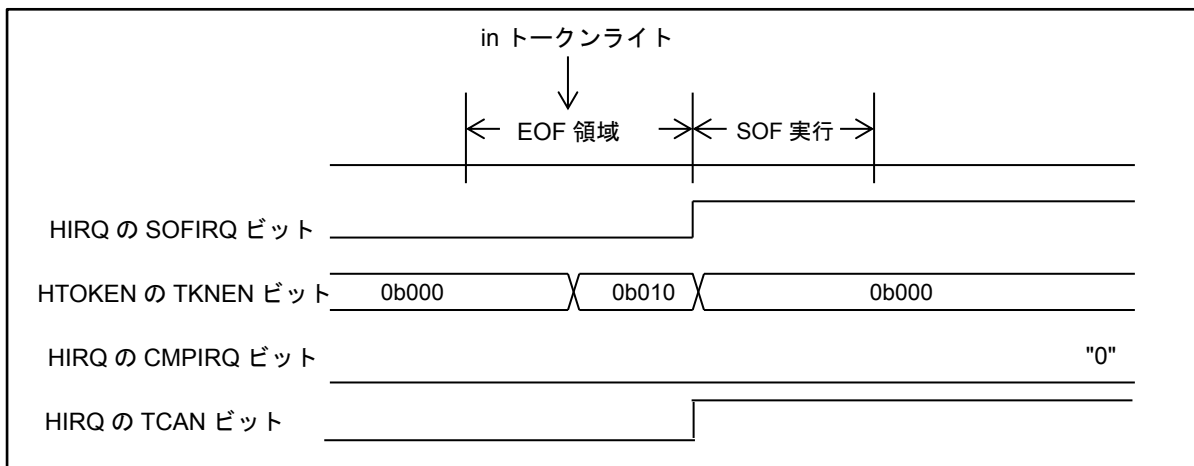 in トークンライト
EOF 領域 SOF 実行
HIRQ の SOFIRQ ビット
HTOKEN の TKNEN ビット 0b000 0b010 0b000
HIRQ の CMPIRQ ビット "0"
HIRQ の TCAN ビット